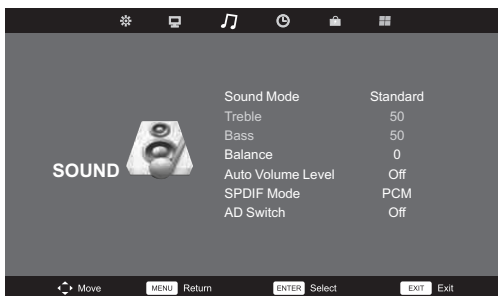 Sound Mode Standard
Treble 50
Bass 50
Balance 0
SOUND
Auto Volume Level Off
SPDIF Mode PCM
AD Switch Off
Move MENU Return ENTER Select EXIT Exit